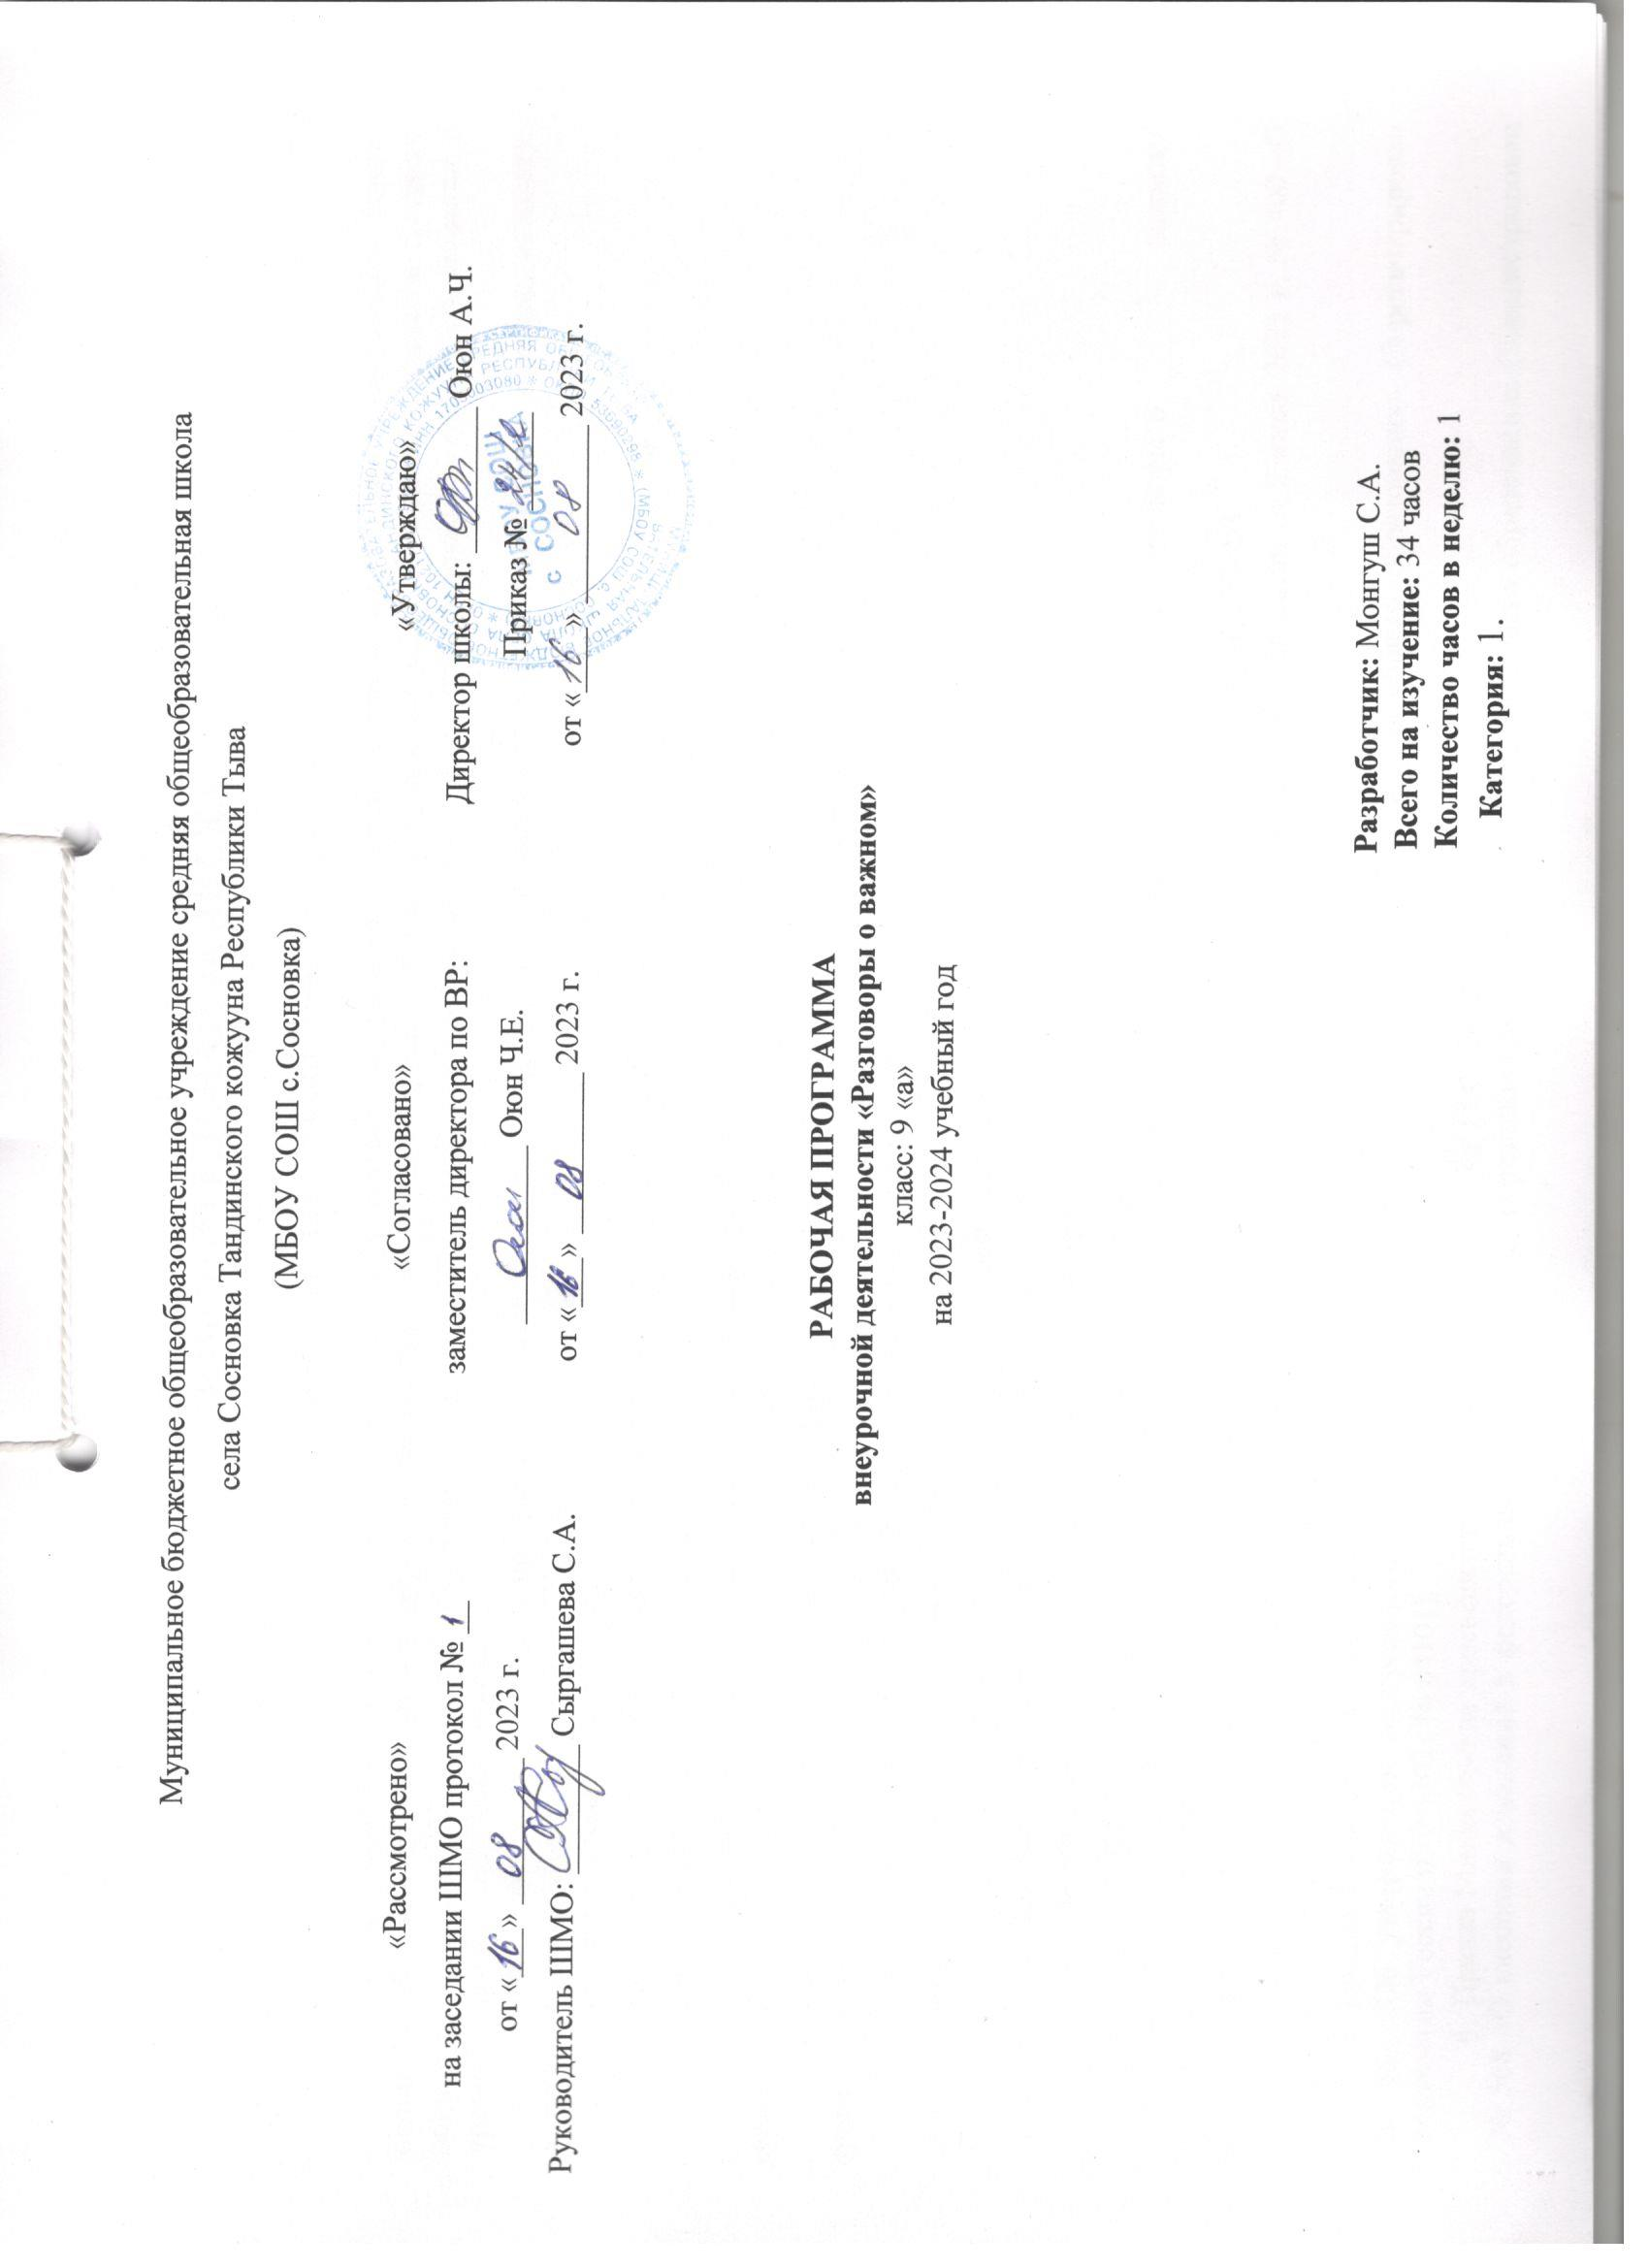 Муниципальное бюджетное общеобразовательное учреждение средняя общеобразовательная школа
села Сосновка Тандинского кожууна Республики Тыва
(МБОУ СОШ с.Сосновка)
«Рассмотрено»
на заседании ШМО протокол № 1
от «16» 08 2023 г.
Руководитель ШМО: Сыргашева С.А.
«Согласовано»
заместитель директора по ВР:
Оюн Ч.Е.
от «16» 08 2023 г.
«Утверждаю»
Директор школы: Оюн А.Ч.
Приказ №
от «16» 08 2023 г.
РАБОЧАЯ ПРОГРАММА
внеурочной деятельности «Разговоры о важном»
класс: 9 «а»
на 2023-2024 учебный год
Разработчик: Монгуш С.А.
Всего на изучение: 34 часов
Количество часов в неделю: 1
Категория: 1.